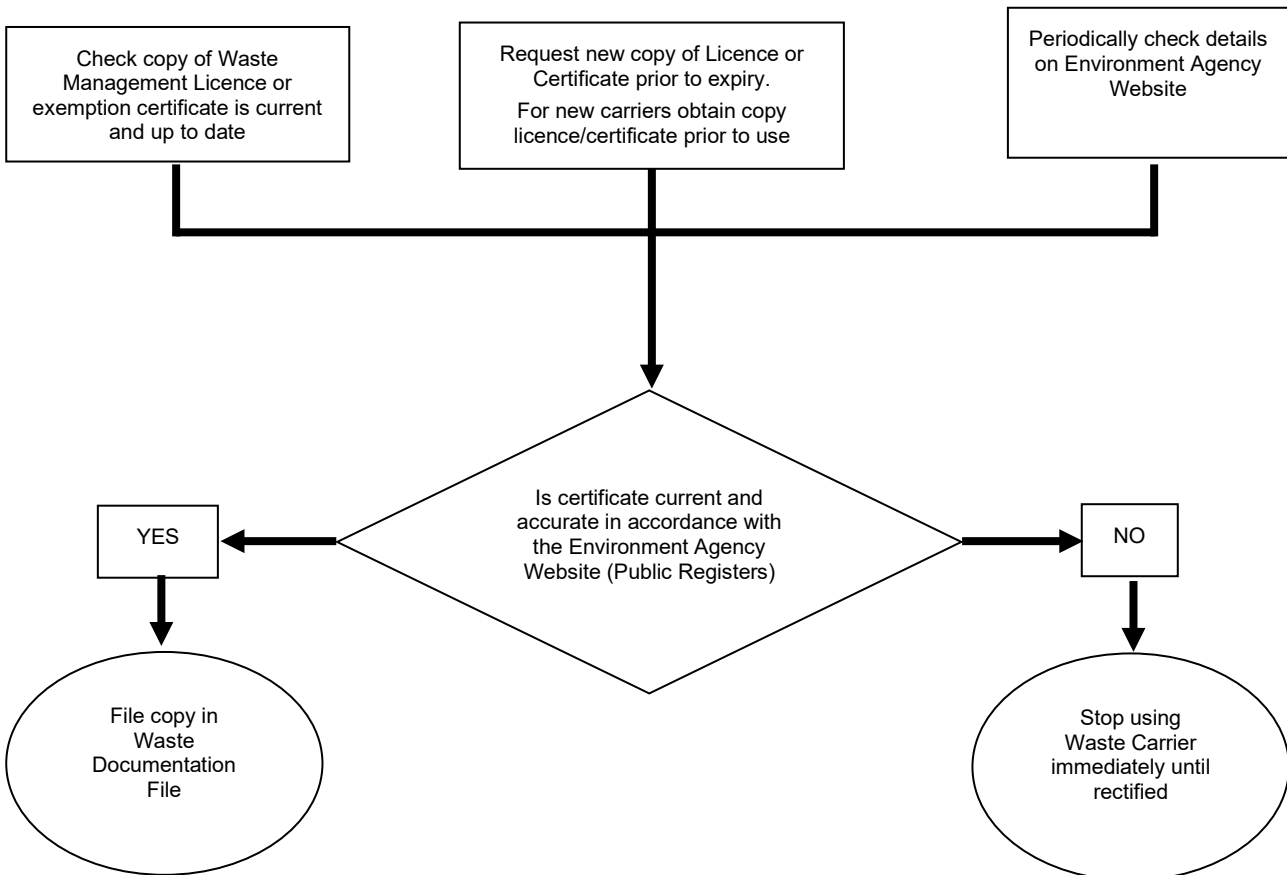 Check copy of Waste
Management Licence or
exemption certificate is current
and up to date
Request new copy of Licence or
Certificate prior to expiry.
For new carriers obtain copy
licence/certificate prior to use
Periodically check details
on Environment Agency
Website
Is certificate current and
accurate in accordance with
the Environment Agency
Website (Public Registers)
YES
NO
File copy in
Waste
Documentation
File
Stop using
Waste Carrier
immediately until
rectified